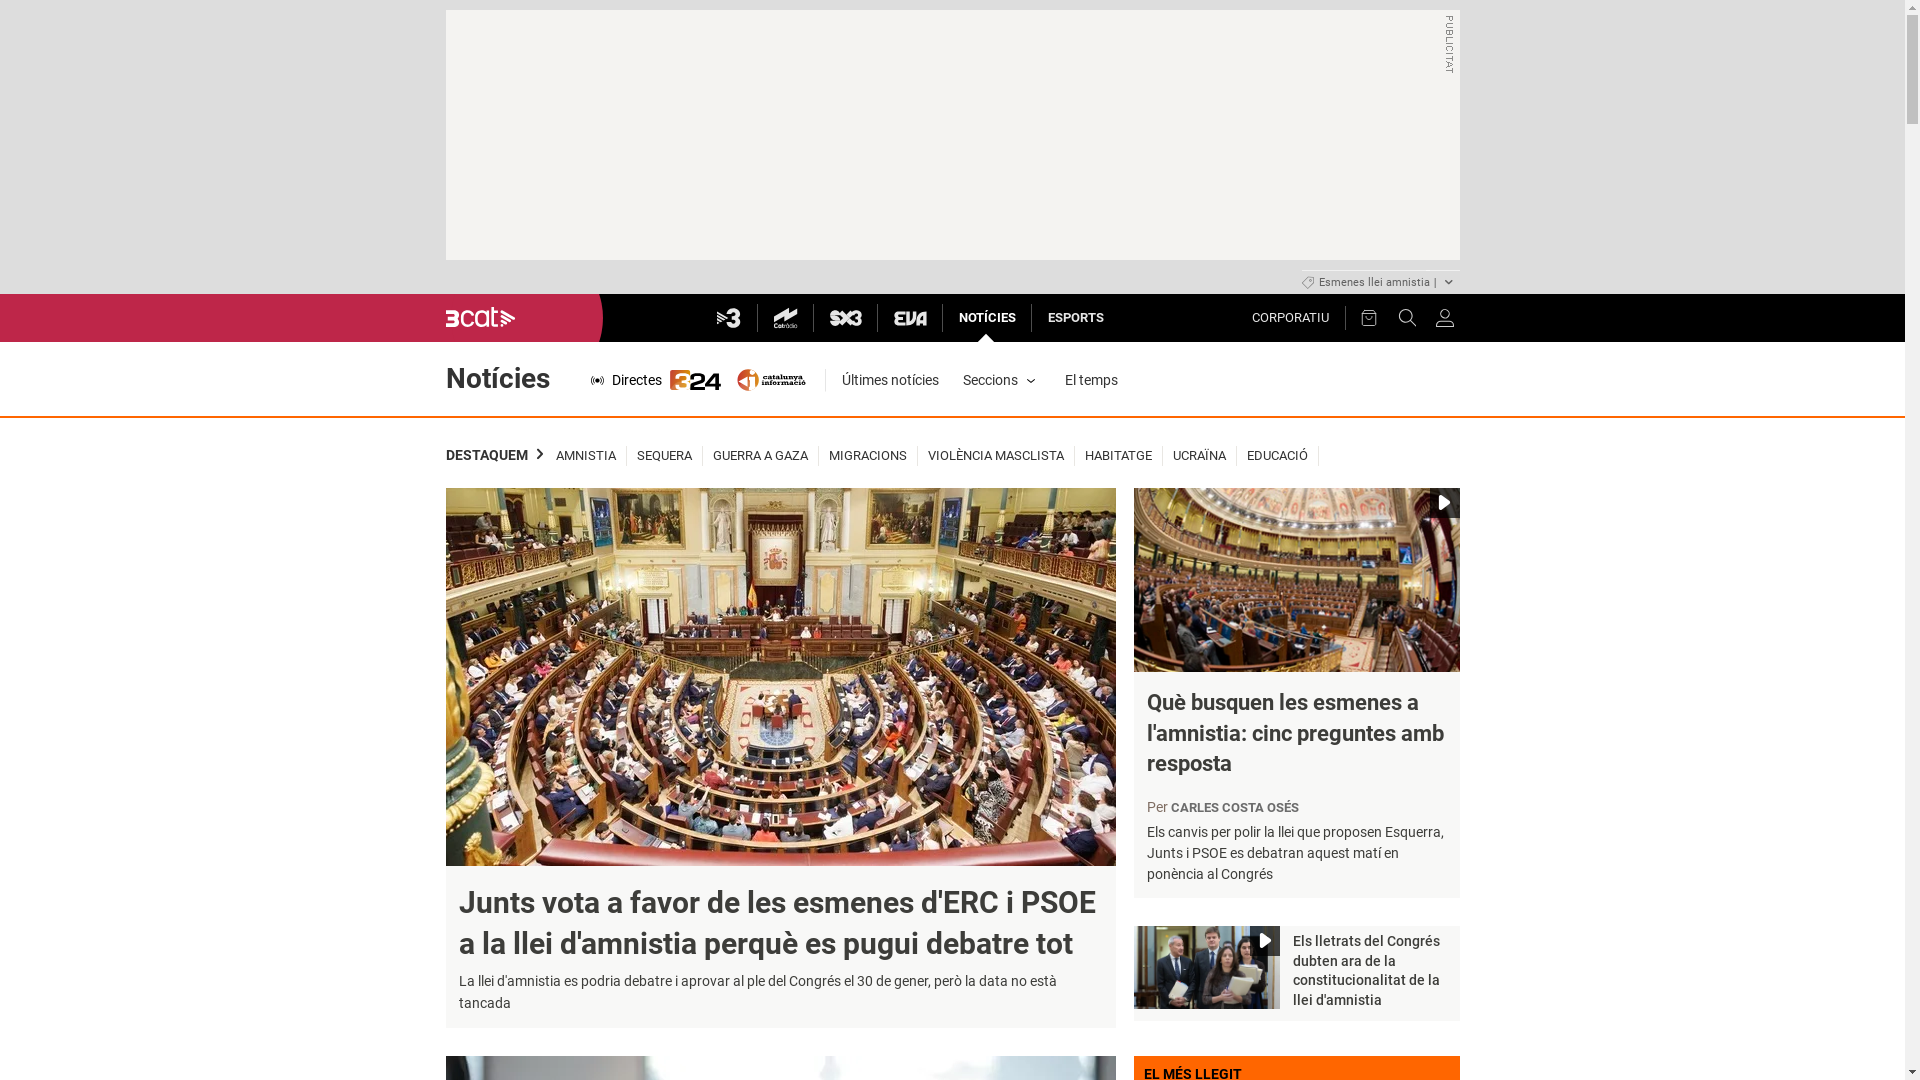 PUBLICITAT
Esmenes llei amnistia |
3cat
3
Catràdio
SX3
EVA
NOTÍCIES
ESPORTS
CORPORATIU
Notícies
Directes
324
catalunya
informació
Últimes notícies
Seccions
El temps
DESTAQUEM
AMNISTIA
SEQUERA
GUERRA A GAZA
MIGRACIONS
VIOLÈNCIA MASCLISTA
HABITATGE
UCRAÏNA
EDUCACIÓ
Junts vota a favor de les esmenes d'ERC i PSOE
a la llei d'amnistia perquè es pugui debatre tot
La llei d'amnistia es podria debatre i aprovar al ple del Congrés el 30 de gener, però la data no està
tancada
Què busquen les esmenes a
l'amnistia: cinc preguntes amb
resposta
Per CARLES COSTA OSÉS
Els canvis per polir la llei que proposen Esquerra,
Junts i PSOE es debatran aquest matí en
ponència al Congrés
Els lletrats del Congrés
dubten ara de la
constitucionalitat de la
llei d'amnistia
EL MÉS LLEGIT